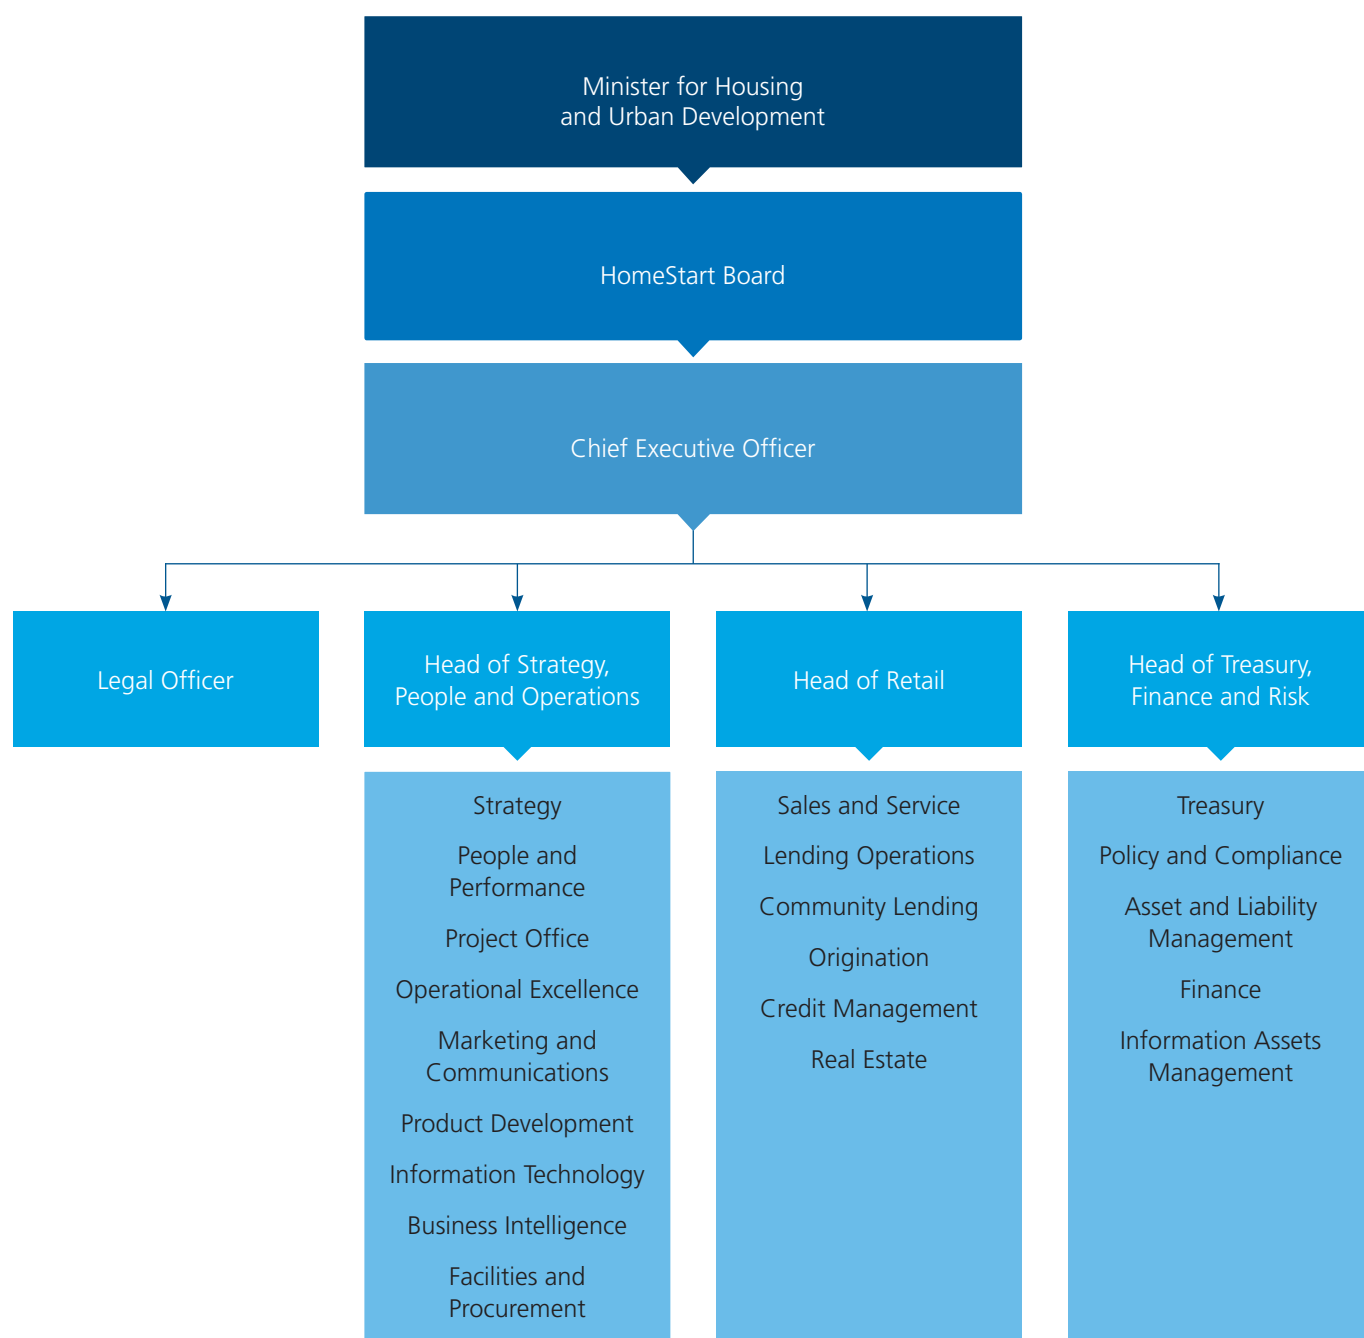 Minister for Housing
and Urban Development
HomeStart Board
Chief Executive Officer
Legal Officer
Head of Strategy,
People and Operations
Head of Retail
Head of Treasury,
Finance and Risk
Strategy
People and
Performance
Project Office
Operational Excellence
Marketing and
Communications
Product Development
Information Technology
Business Intelligence
Facilities and
Procurement
Sales and Service
Lending Operations
Community Lending
Origination
Credit Management
Real Estate
Treasury
Policy and Compliance
Asset and Liability
Management
Finance
Information Assets
Management